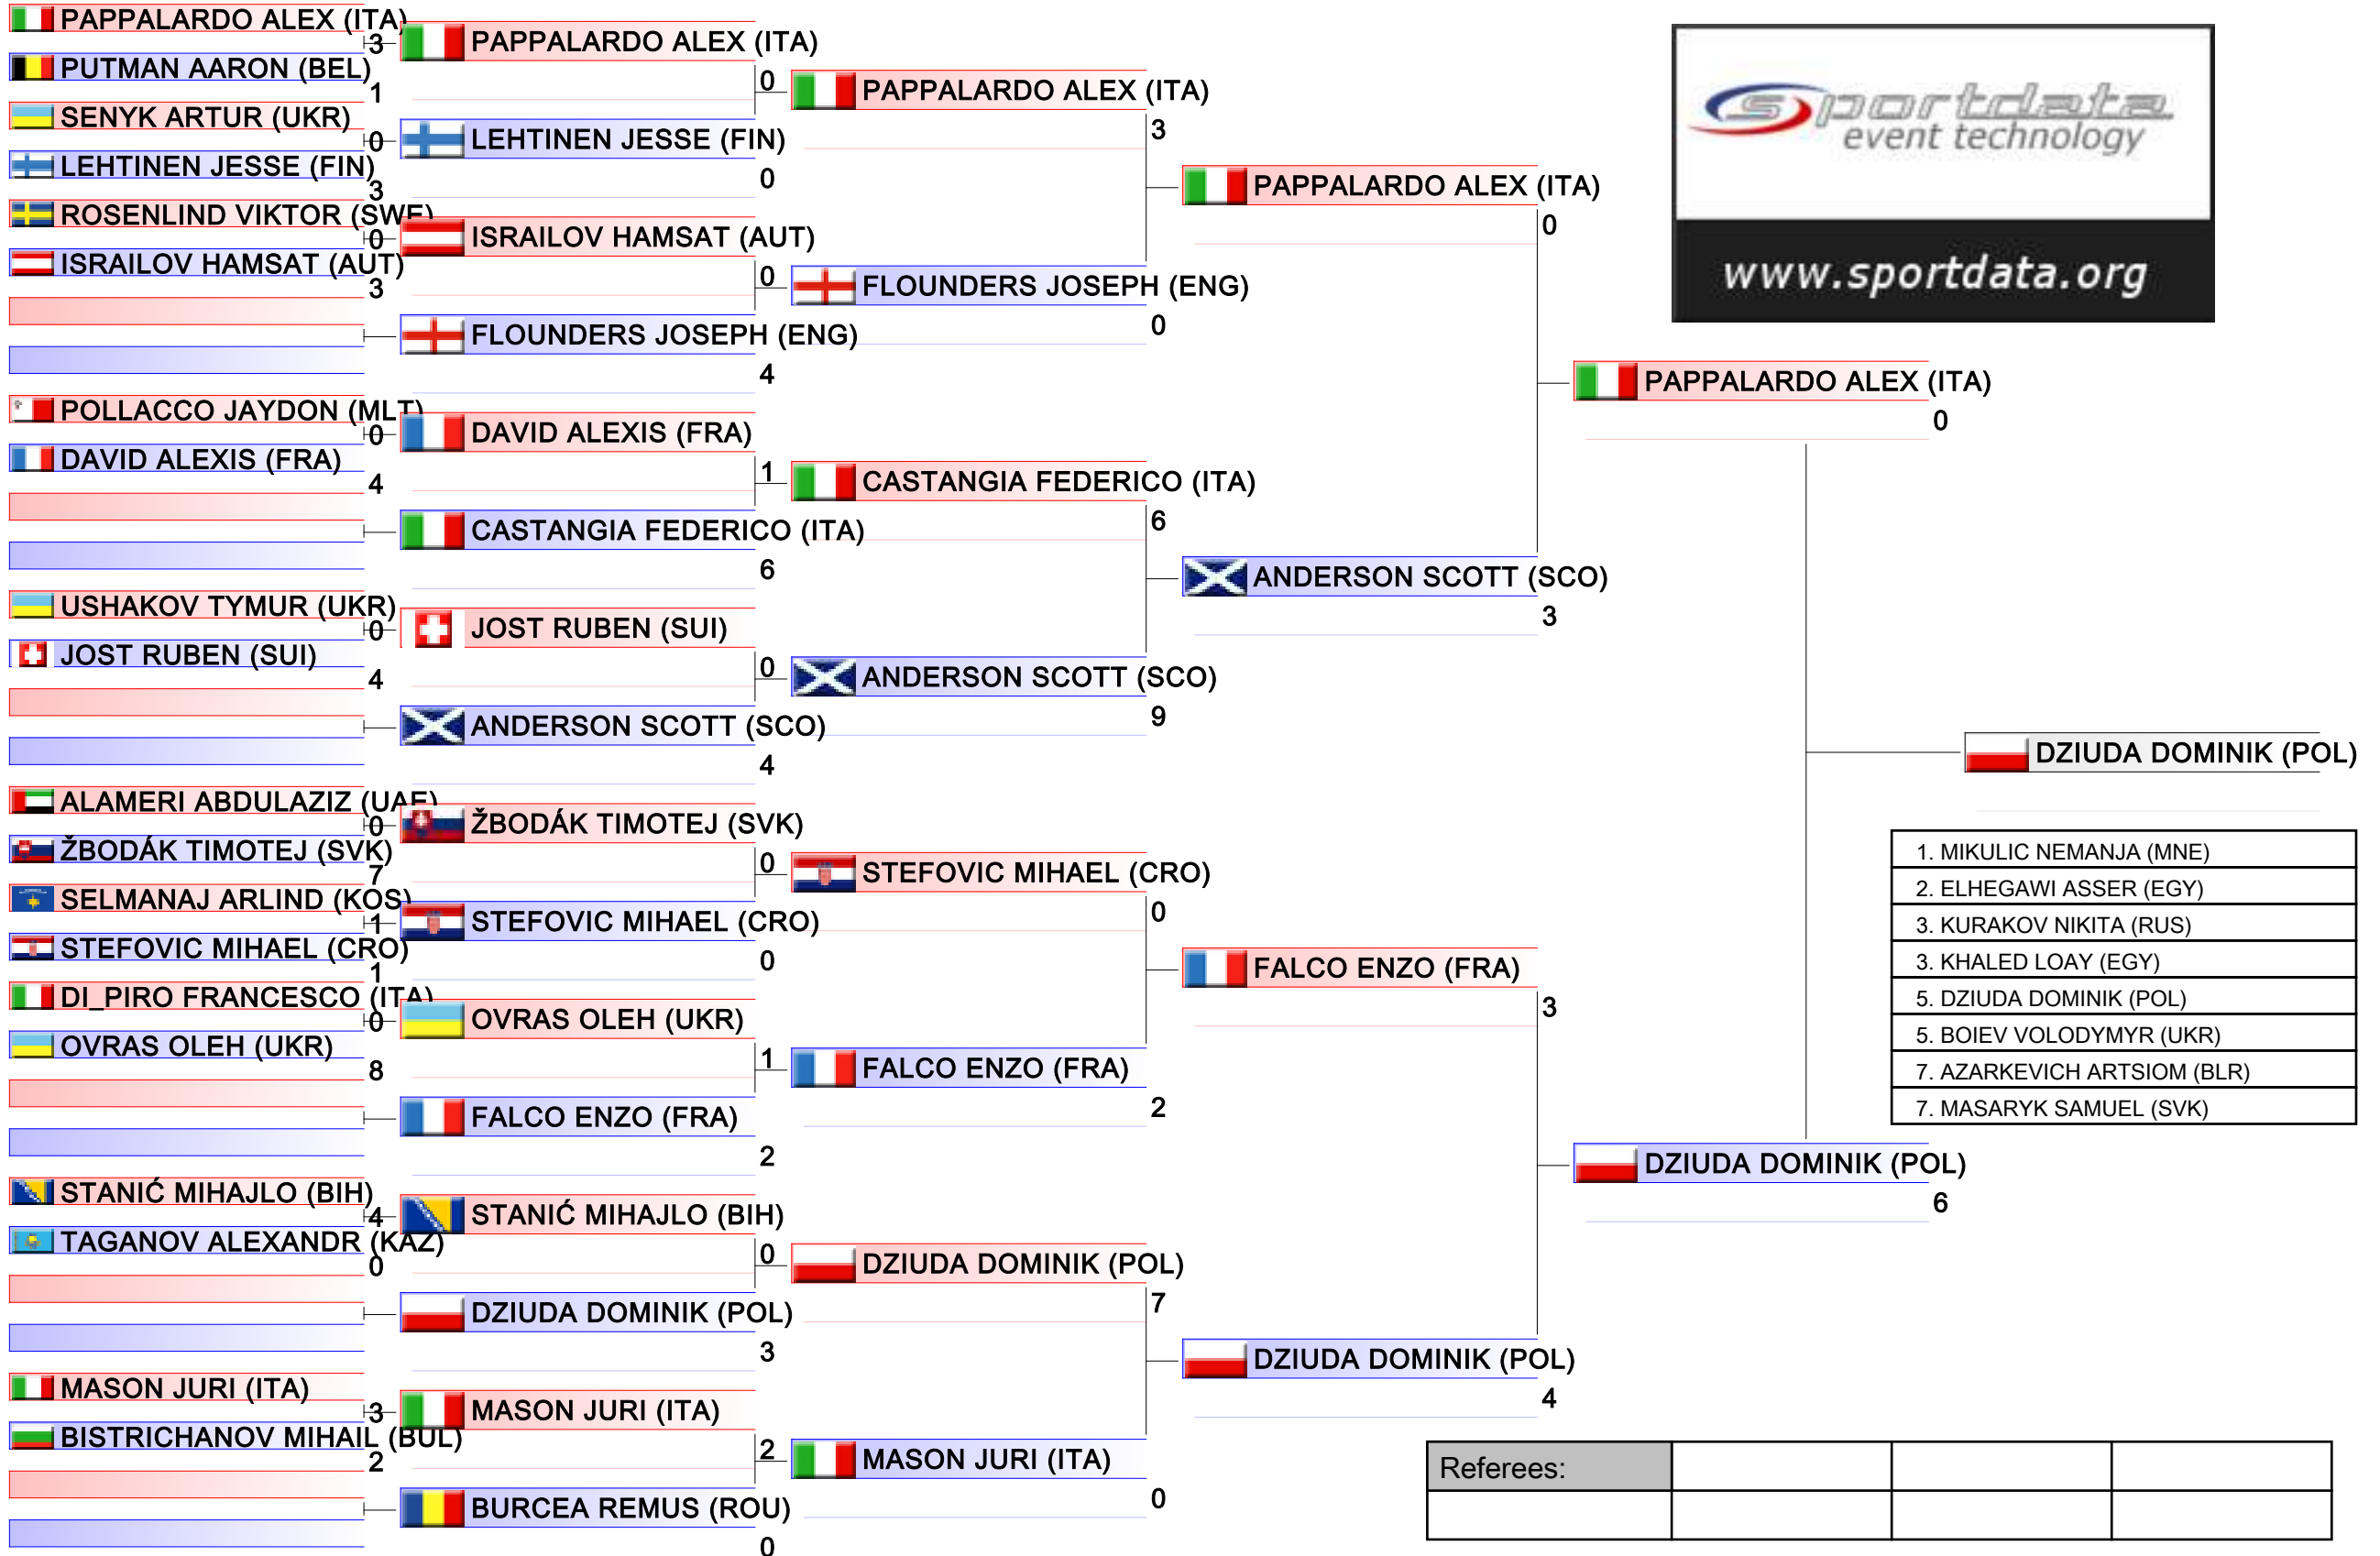 PAPPALARDO ALEX (ITA)
3
PUTMAN AARON (BEL)
1
SENYK ARTUR (UKR)
0
LEHTINEN JESSE (FIN)
3
ROSENLIND VIKTOR (SWE)
0
ISRAILOV HAMSAT (AUT)
3
POLLACCO JAYDON (MLT)
0
DAVID ALEXIS (FRA)
4
USHAKOV TYMUR (UKR)
0
JOST RUBEN (SUI)
4
ALAMERI ABDULAZIZ (UAE)
0
ŽBODÁK TIMOTEJ (SVK)
7
SELMANAJ ARLIND (KOS)
1
STEFOVIC MIHAEL (CRO)
1
DI_PIRO FRANCESCO (ITA)
0
OVRAS OLEH (UKR)
8
STANIĆ MIHAJLO (BIH)
4
TAGANOV ALEXANDR (KAZ)
0
MASON JURI (ITA)
3
BISTRICHANOV MIHAIL (BUL)
2
PAPPALARDO ALEX (ITA)
0
LEHTINEN JESSE (FIN)
0
ISRAILOV HAMSAT (AUT)
0
FLOUNDERS JOSEPH (ENG)
4
DAVID ALEXIS (FRA)
1
CASTANGIA FEDERICO (ITA)
6
JOST RUBEN (SUI)
0
ANDERSON SCOTT (SCO)
4
ŽBODÁK TIMOTEJ (SVK)
0
STEFOVIC MIHAEL (CRO)
0
OVRAS OLEH (UKR)
1
FALCO ENZO (FRA)
2
STANIĆ MIHAJLO (BIH)
0
DZIUDA DOMINIK (POL)
3
MASON JURI (ITA)
2
BURCEA REMUS (ROU)
0
PAPPALARDO ALEX (ITA)
3
FLOUNDERS JOSEPH (ENG)
0
CASTANGIA FEDERICO (ITA)
6
ANDERSON SCOTT (SCO)
9
STEFOVIC MIHAEL (CRO)
0
FALCO ENZO (FRA)
2
DZIUDA DOMINIK (POL)
7
MASON JURI (ITA)
0
PAPPALARDO ALEX (ITA)
0
ANDERSON SCOTT (SCO)
3
FALCO ENZO (FRA)
3
DZIUDA DOMINIK (POL)
4
PAPPALARDO ALEX (ITA)
0
DZIUDA DOMINIK (POL)
6
DZIUDA DOMINIK (POL)
sportdata
event technology
www.sportdata.org
1. MIKULIC NEMANJA (MNE)
2. ELHEGAWI ASSER (EGY)
3. KURAKOV NIKITA (RUS)
3. KHALED LOAY (EGY)
5. DZIUDA DOMINIK (POL)
5. BOIEV VOLODYMYR (UKR)
7. AZARKEVICH ARTSIOM (BLR)
7. MASARYK SAMUEL (SVK)
Referees: